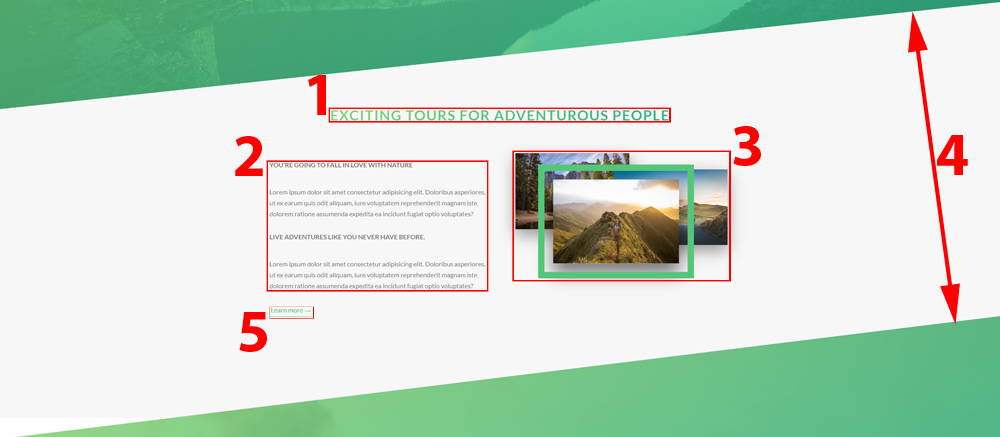 1
EXCITING TOURS FOR ADVENTUROUS PEOPLE
2
YOU'RE GOING TO FALL IN LOVE WITH NATURE
Lorem ipsum dolor sit amet consectetur adipisicing elit. Doloribus asperiores,
ut ex earum quis odit aliquam, iure voluptatem reprehenderit magnam iste
dolorem ratione assumenda expedita ea incidunt fugiat optio voluptates?
LIVE ADVENTURES LIKE YOU NEVER HAVE BEFORE.
Lorem ipsum dolor sit amet consectetur adipisicing elit. Doloribus asperiores,
ut ex earum quis odit aliquam, iure voluptatem reprehenderit magnam iste
dolorem ratione assumenda expedita ea incidunt fugiat optio voluptates?
5
Learn more →
3
4